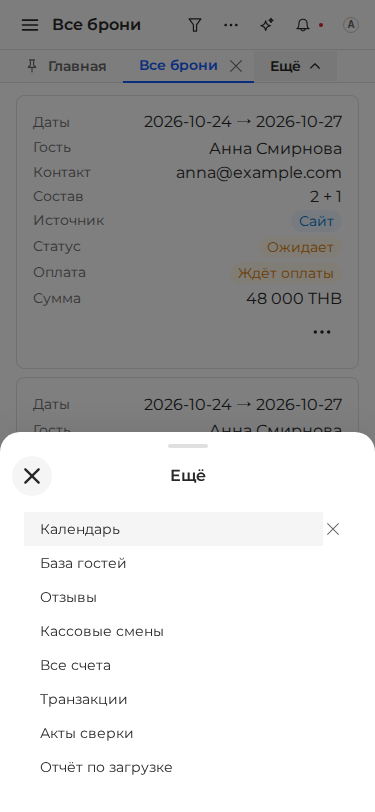 Все брони
A
Главная
Все брони
Ещё
Даты
2026-10-24 → 2026-10-27
Гость
Анна Смирнова
Контакт
anna@example.com
Состав
2 + 1
Источник
Сайт
Статус
Ожидает
Оплата
Ждёт оплаты
Сумма
48 000 THB
Даты
2026-10-24 → 2026-10-27
Гость
Анна Смирнова
Ещё
Календарь
База гостей
Отзывы
Кассовые смены
Все счета
Транзакции
Акты сверки
Отчёт по загрузке